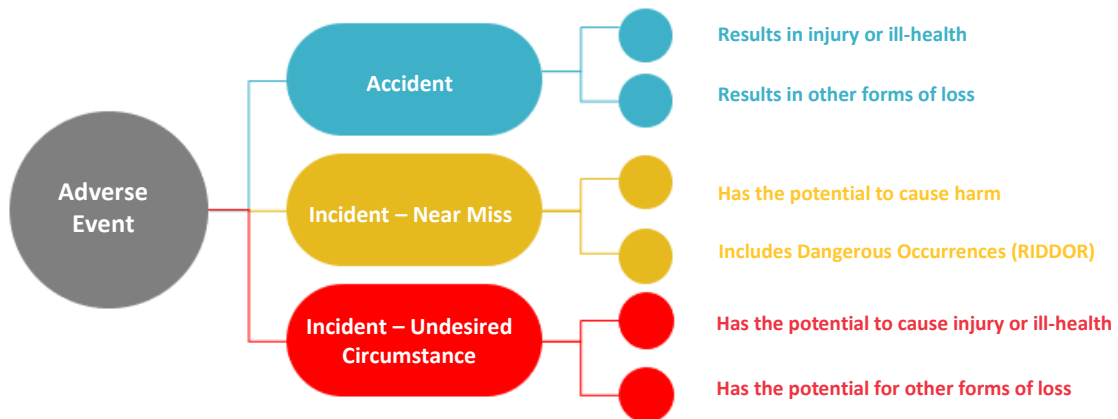 Adverse
Event
Accident
Results in injury or ill-health
Results in other forms of loss
Incident – Near Miss
Has the potential to cause harm
Includes Dangerous Occurrences (RIDDOR)
Incident – Undesired
Circumstance
Has the potential to cause injury or ill-health
Has the potential for other forms of loss